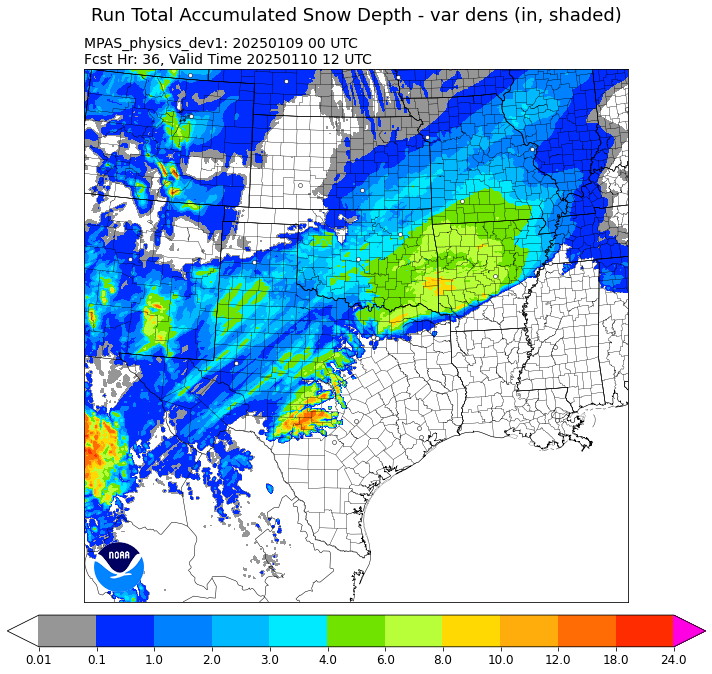 Run Total Accumulated Snow Depth - var dens (in, shaded)
MPAS_physics_dev1: 20250109 00 UTC
Fcst Hr: 36, Valid Time 20250110 12 UTC
NOAA
0.01 0.1 1.0 2.0 3.0 4.0 6.0 8.0 10.0 12.0 18.0 24.0